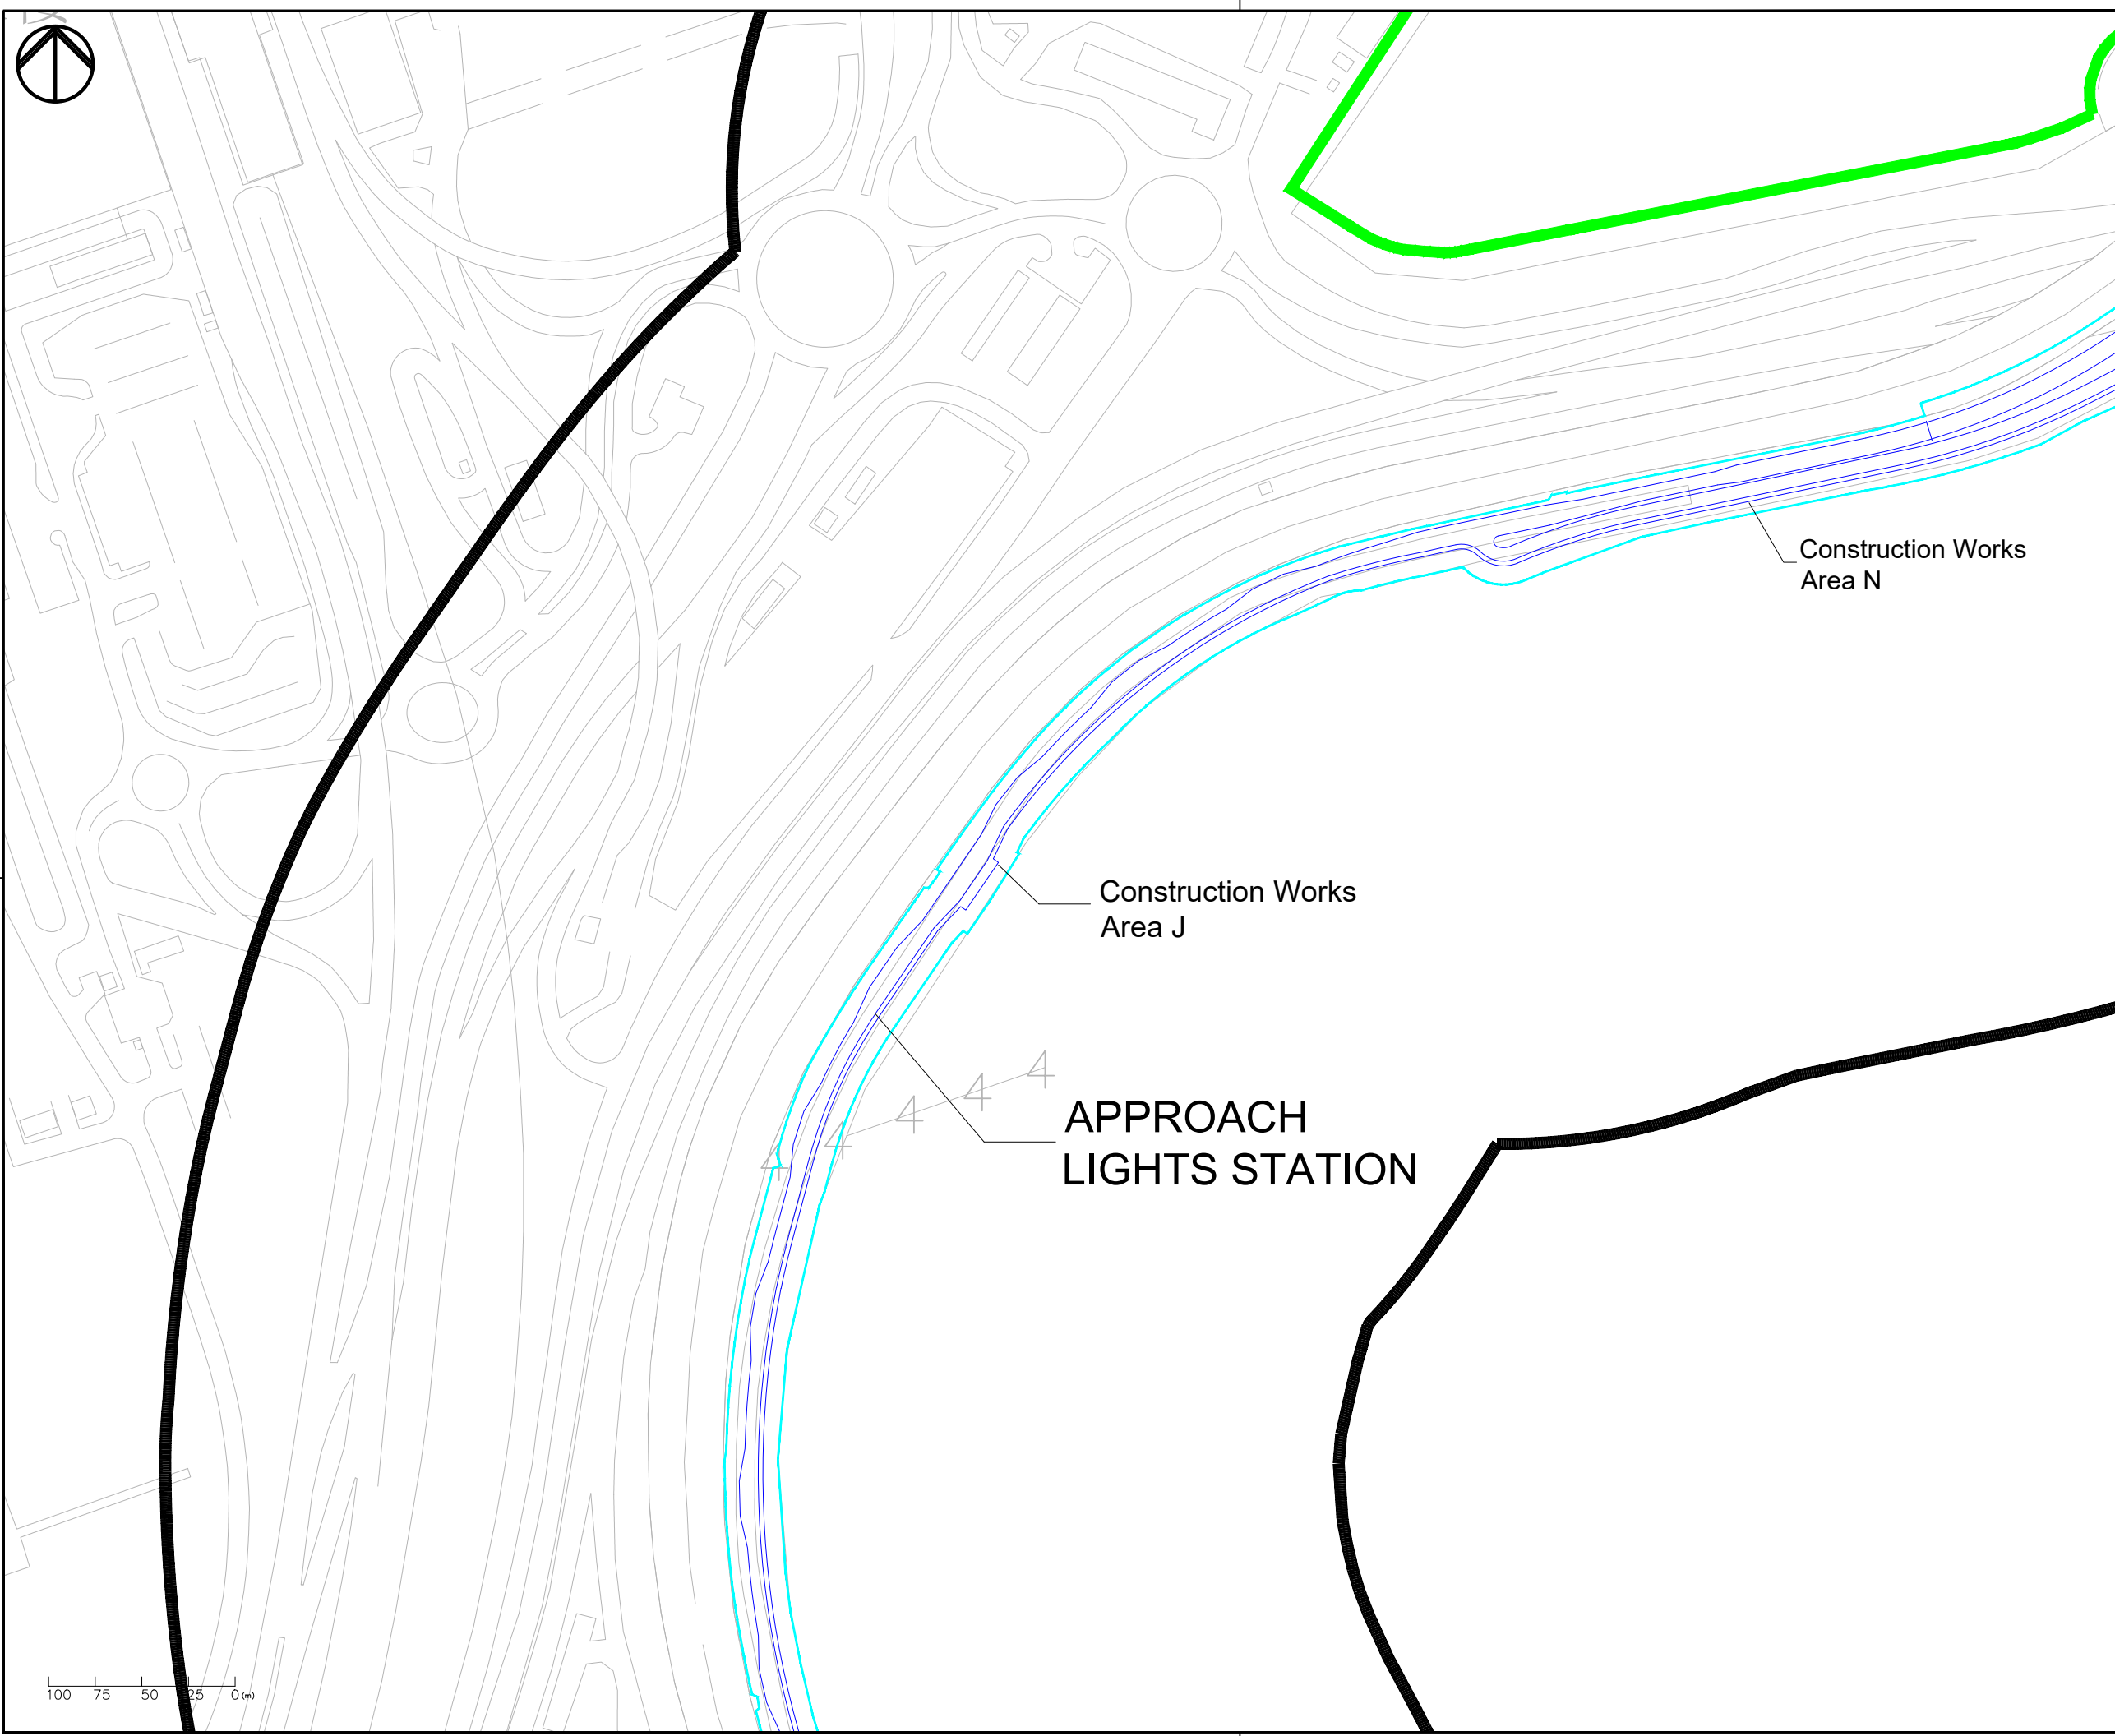 Construction Works
Area N
Construction Works
Area J
4 4 4 4 4
APPROACH
LIGHTS STATION
100 75 50 25 0 (m)